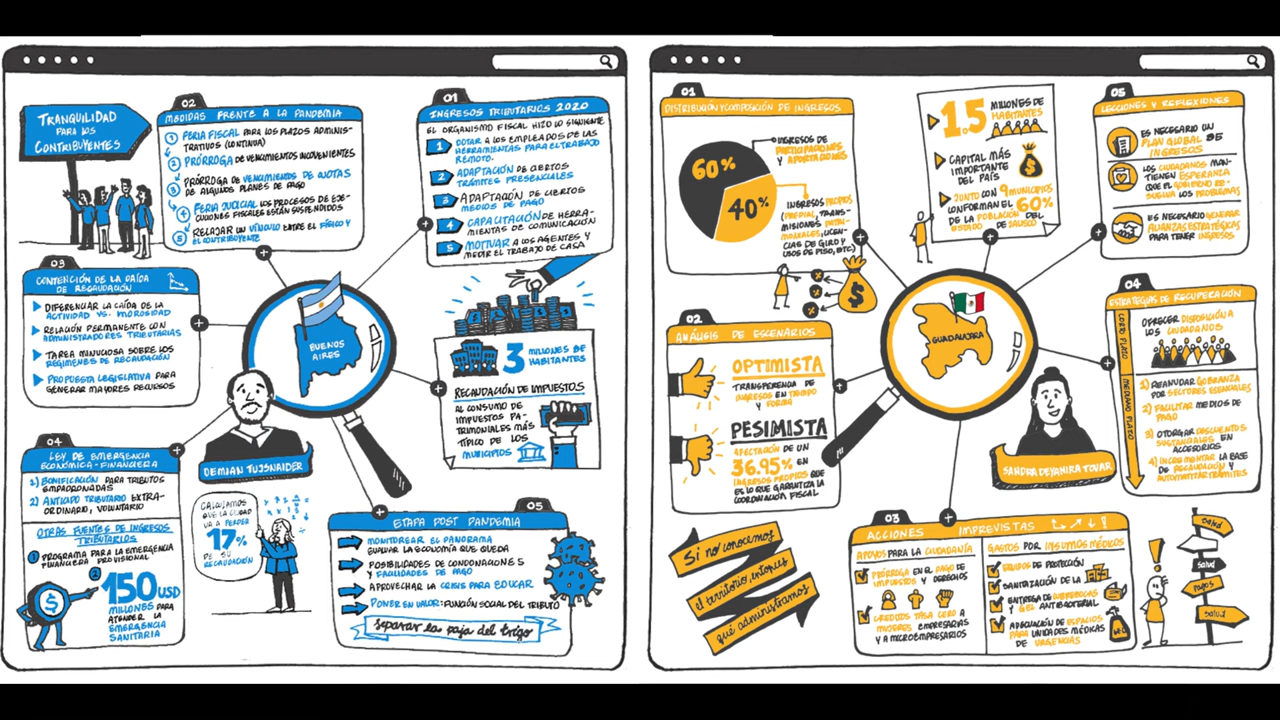 TRANQUILIDAD
PARA LOS
CONTRIBUYENTES
02
MEDIDAS FRENTE A LA PANDEMIA
1 FERIA FISCAL PARA LOS PLAZOS ADMINIS-
TRATIVOS (CONTINUA)
2 PRÓRROGA DE VENCIMIENTOS INCONVENIENTES
3 PRÓRROGA DE VENCIMIENTOS DE CUOTAS
DE ALGUNOS PLANES DE PAGO
4 FERIA JUDICIAL LOS PROCESOS DE EJE-
CUCIONES FISCALES ESTÁN SUSPENDIDOS
5 RELAJAR UN VÍNCULO ENTRE EL FÍSICO Y
EL CONTRIBUYENTE
01
INGRESOS TRIBUTARIOS 2020
EL ORGANISMO FISCAL HIZO LO SIGUIENTE
1 DOTAR A LOS EMPLEADOS DE LAS
HERRAMIENTAS PARA EL TRABAJO
REMOTO.
2 ADAPTACIÓN DE CIERTOS
TRÁMITES PRESENCIALES
3 ADAPTACIÓN DE CIERTOS
MEDIOS DE PAGO
4 CAPACITACIÓN DE HERRA-
MIENTAS DE COMUNICACIÓN
5 MOTIVAR A LOS AGENTES Y
MEDIR EL TRABAJO DE CASA
03
CONTENCIÓN DE LA CAÍDA
DE RECAUDACIÓN
DIFERENCIAR LA CAÍDA DE LA
ACTIVIDAD VS. MOROSIDAD
RELACIÓN PERMANENTE CON
ADMINISTRADORES TRIBUTARIAS
TAREA MINUCIOSA SOBRE LOS
REGÍMENES DE RECAUDACIÓN
PROPUESTA LEGISLATIVA PARA
GENERAR MAYORES RECURSOS
BUENOS
AIRES
3 MILLONES DE
HABITANTES
RECAUDACIÓN DE IMPUESTOS
AL CONSUMO DE
IMPUESTOS PA-
TRIMONIALES MÁS
TÍPICO DE LOS
MUNICIPIOS
04
LEY DE EMERGENCIA
ECONÓMICA-FINANCIERA
1) BONIFICACIÓN PARA TRIBUTOS
EMPADRONADAS
2) ANTICIPO TRIBUTARIO EXTRA-
ORDINARIO, VOLUNTARIO
OTRAS FUENTES DE INGRESOS
TRIBUTARIOS
1 PROGRAMA PARA LA EMERGENCIA
FINANCIERA PROVISIONAL
2
150 USD
MILLONES PARA
ATENDER LA
EMERGENCIA
SANITARIA
$
DEMIAN TUJSNAIDER
CALCULAMOS
QUE LA CIUDAD
VA A PERDER
17%
DE SU
RECAUDACIÓN
05
ETAPA POST PANDEMIA
MONITOREAR EL PANORAMA
EVALUAR LA ECONOMÍA QUE QUEDA
POSIBILIDADES DE CONDONACIONES
Y FACILIDADES DE PAGO
APROVECHAR LA CRISIS PARA EDUCAR
PONER EN VALOR: FUNCIÓN SOCIAL DEL TRIBUTO
separar la paja del trigo
01
DISTRIBUCIÓN Y COMPOSICIÓN DE INGRESOS
60%
40%
INGRESOS DE
PARTICIPACIONES
Y APORTACIONES
INGRESOS PROPIOS
(PREDIAL, TRANS-
MISIONES PATRI-
MONIALES, LICEN-
CIAS DE GIRO Y
USOS DE PISO, ETC)
$
1.5 MILLONES DE
HABITANTES
CAPITAL MÁS
IMPORTANTE
DEL PAÍS
$
JUNTO CON 9 MUNICIPIOS
CONFORMAN EL 60%
DE LA POBLACIÓN DEL
ESTADO DE JALISCO
05
LECCIONES Y REFLEXIONES
ES NECESARIO UN
PLAN GLOBAL DE
INGRESOS
LOS CIUDADANOS MAN-
TIENEN ESPERANZA
QUE EL GOBIERNO RE-
SUELVA LOS PROBLEMAS
ES NECESARIO GENERAR
ALIANZAS ESTRATÉGICAS
PARA TENER INGRESOS
02
ANÁLISIS DE ESCENARIOS
OPTIMISTA
TRANSFERENCIA DE
INGRESOS EN TIEMPO
Y FORMA
PESIMISTA
AFECTACIÓN DE UN
36.95% EN
INGRESOS PROPIOS QUE
ES LO QUE GARANTIZA LA
COORDINACIÓN FISCAL
GUADALAJARA
SANDRA DEYANIRA TOVAR
04
ESTRATEGIAS DE RECUPERACIÓN
CORTO PLAZO
MEDIANO PLAZO
OFRECER DISPOSICIÓN A
LOS CIUDADANOS
1) REANUDAR COBRANZA
POR SECTORES ESENCIALES
2) FACILITAR MEDIOS DE
PAGO
3) OTORGAR DESCUENTOS
SUSTANCIALES EN
ACCESORIOS
4) INCREMENTAR LA BASE
DE RECAUDACIÓN Y
AUTOMATIZAR TRÁMITES
Si no conocemos
el territorio, entonces
qué administramos
03
ACCIONES IMPREVISTAS
APOYOS PARA LA CIUDADANÍA
PRÓRROGA EN EL PAGO DE
IMPUESTOS Y DERECHOS
CRÉDITOS TASA CERO A
MUJERES EMPRESARIAS
Y A MICROEMPRESARIOS
GASTOS POR INSUMOS MÉDICOS
EQUIPOS DE PROTECCIÓN
SANITIZACIÓN DE LA
ENTREGA DE CUBREBOCAS
Y GEL ANTIBACTERIAL
ADECUACIÓN DE ESPACIOS
PARA UNIDADES MÉDICAS
DE URGENCIAS
!
salud
salud
pagos
salud